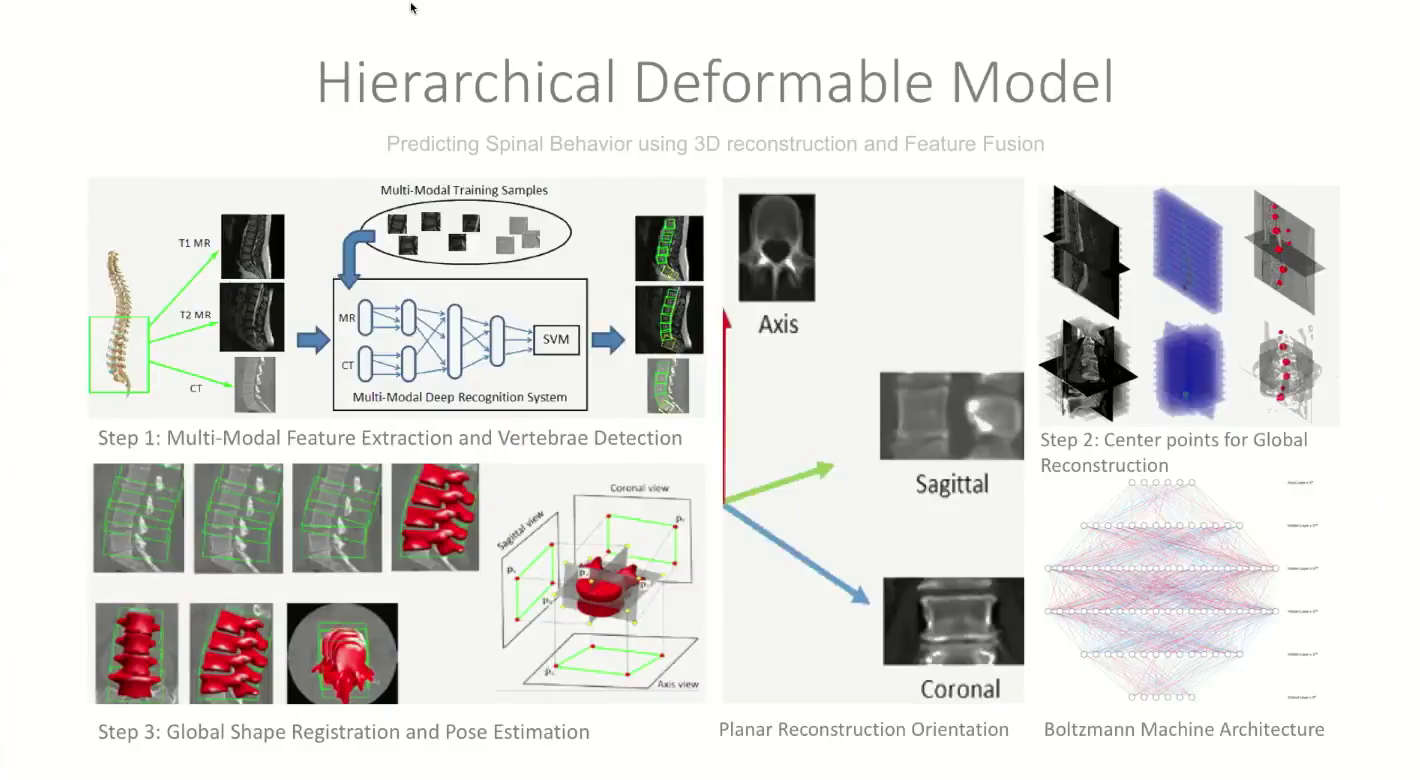 Hierarchical Deformable Model
Predicting Spinal Behavior using 3D reconstruction and Feature Fusion
Multi-Modal Training Samples
T1 MR
T2 MR
CT
MR
CT
SVM
Multi-Modal Deep Recognition System
Step 1: Multi-Modal Feature Extraction and Vertebrae Detection
Axis
Sagittal
Coronal
Planar Reconstruction Orientation
Step 2: Center points for Global
Reconstruction
Coronal view
Sagittal view
Axis view
Step 3: Global Shape Registration and Pose Estimation
Boltzmann Machine Architecture